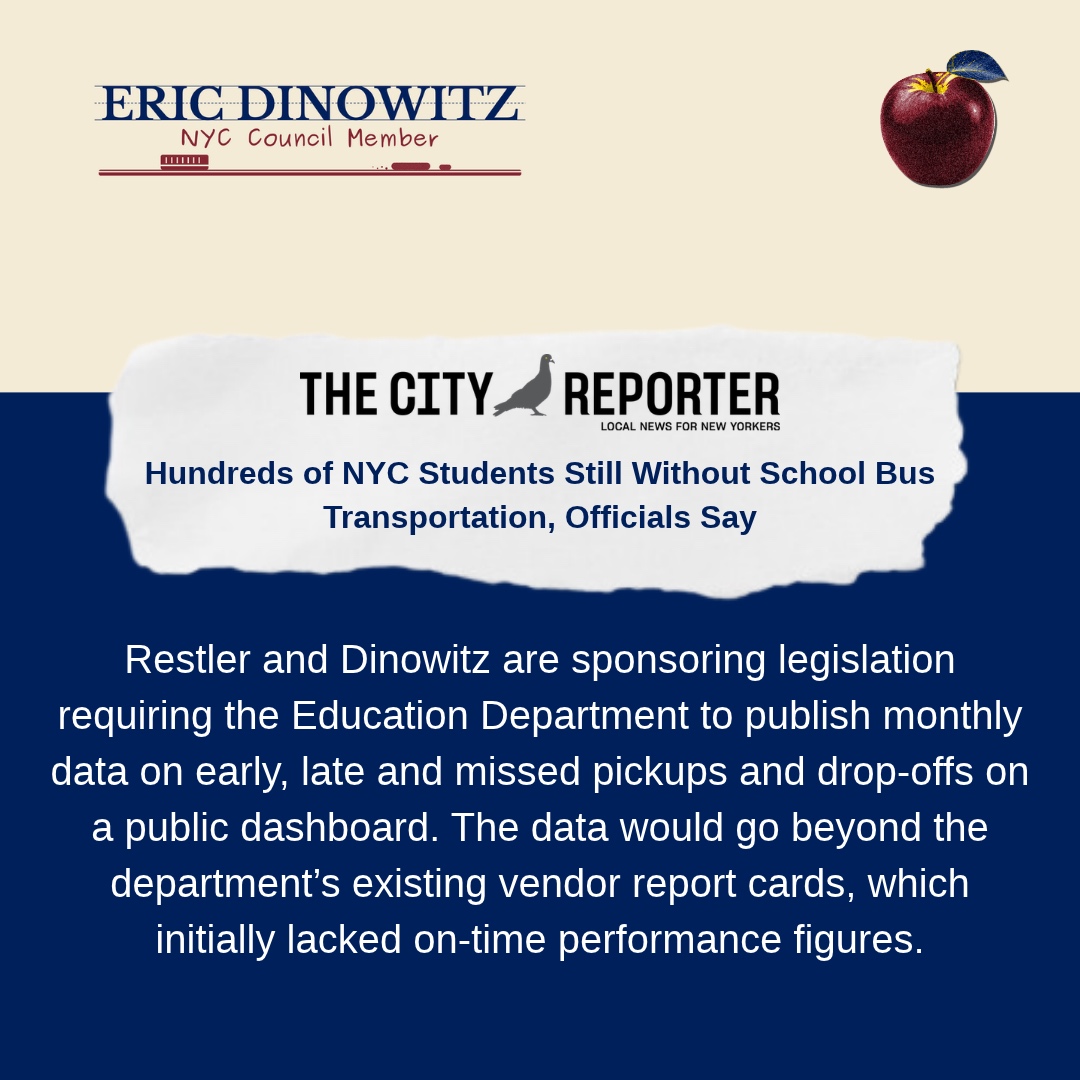 ERIC DINOWITZ
NYC Council Member
THE CITY REPORTER
LOCAL NEWS FOR NEW YORKERS
Hundreds of NYC Students Still Without School Bus
Transportation, Officials Say
Restler and Dinowitz are sponsoring legislation
requiring the Education Department to publish monthly
data on early, late and missed pickups and drop-offs on
a public dashboard. The data would go beyond the
department’s existing vendor report cards, which
initially lacked on-time performance figures.